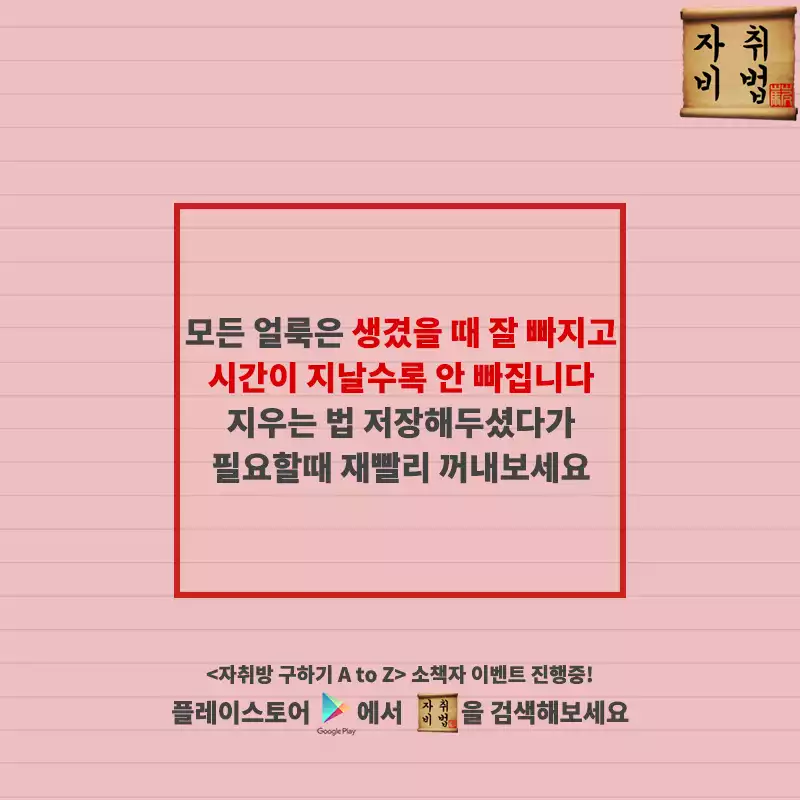 자취
비법
모든 얼룩은 생겼을 때 잘 빠지고
시간이 지날수록 안 빠집니다
지우는 법 저장해두셨다가
필요할때 재빨리 꺼내보세요
<자취방 구하기 A to Z> 소책자 이벤트 진행중!
플레이스토어 Google Play 에서 자취비법 을 검색해보세요